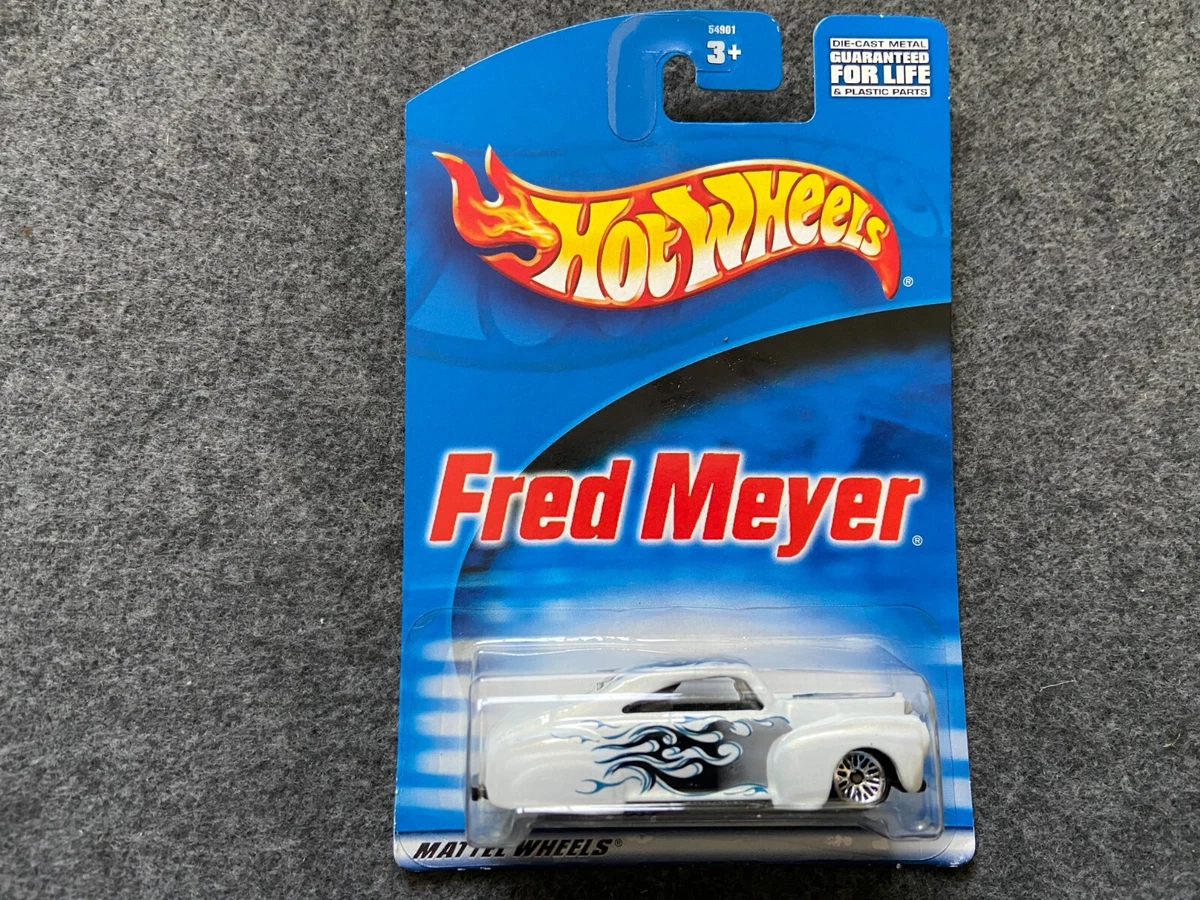 54901
3+
DIE-CAST METAL
GUARANTEED
FOR LIFE
& PLASTIC PARTS
HOT WHEELS®
Fred Meyer®
MATTEL WHEELS®